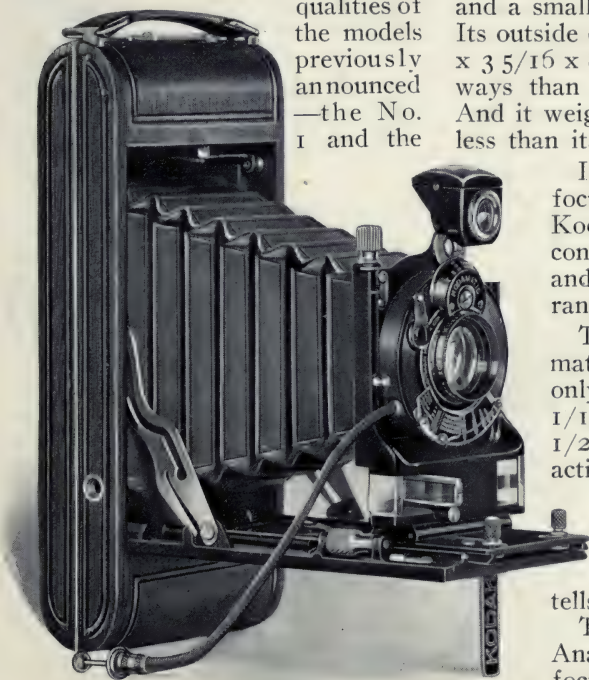 qualities of
the models
previously
announced
—the No.
1 and the
and a small
Its outside
x 3 5/16 x
ways than
And it weig
less than it
I
foc
Kod
con
and
ran
T
mat
only
1/1
1/2
acti
tells
T
Ana
foc
KODAK